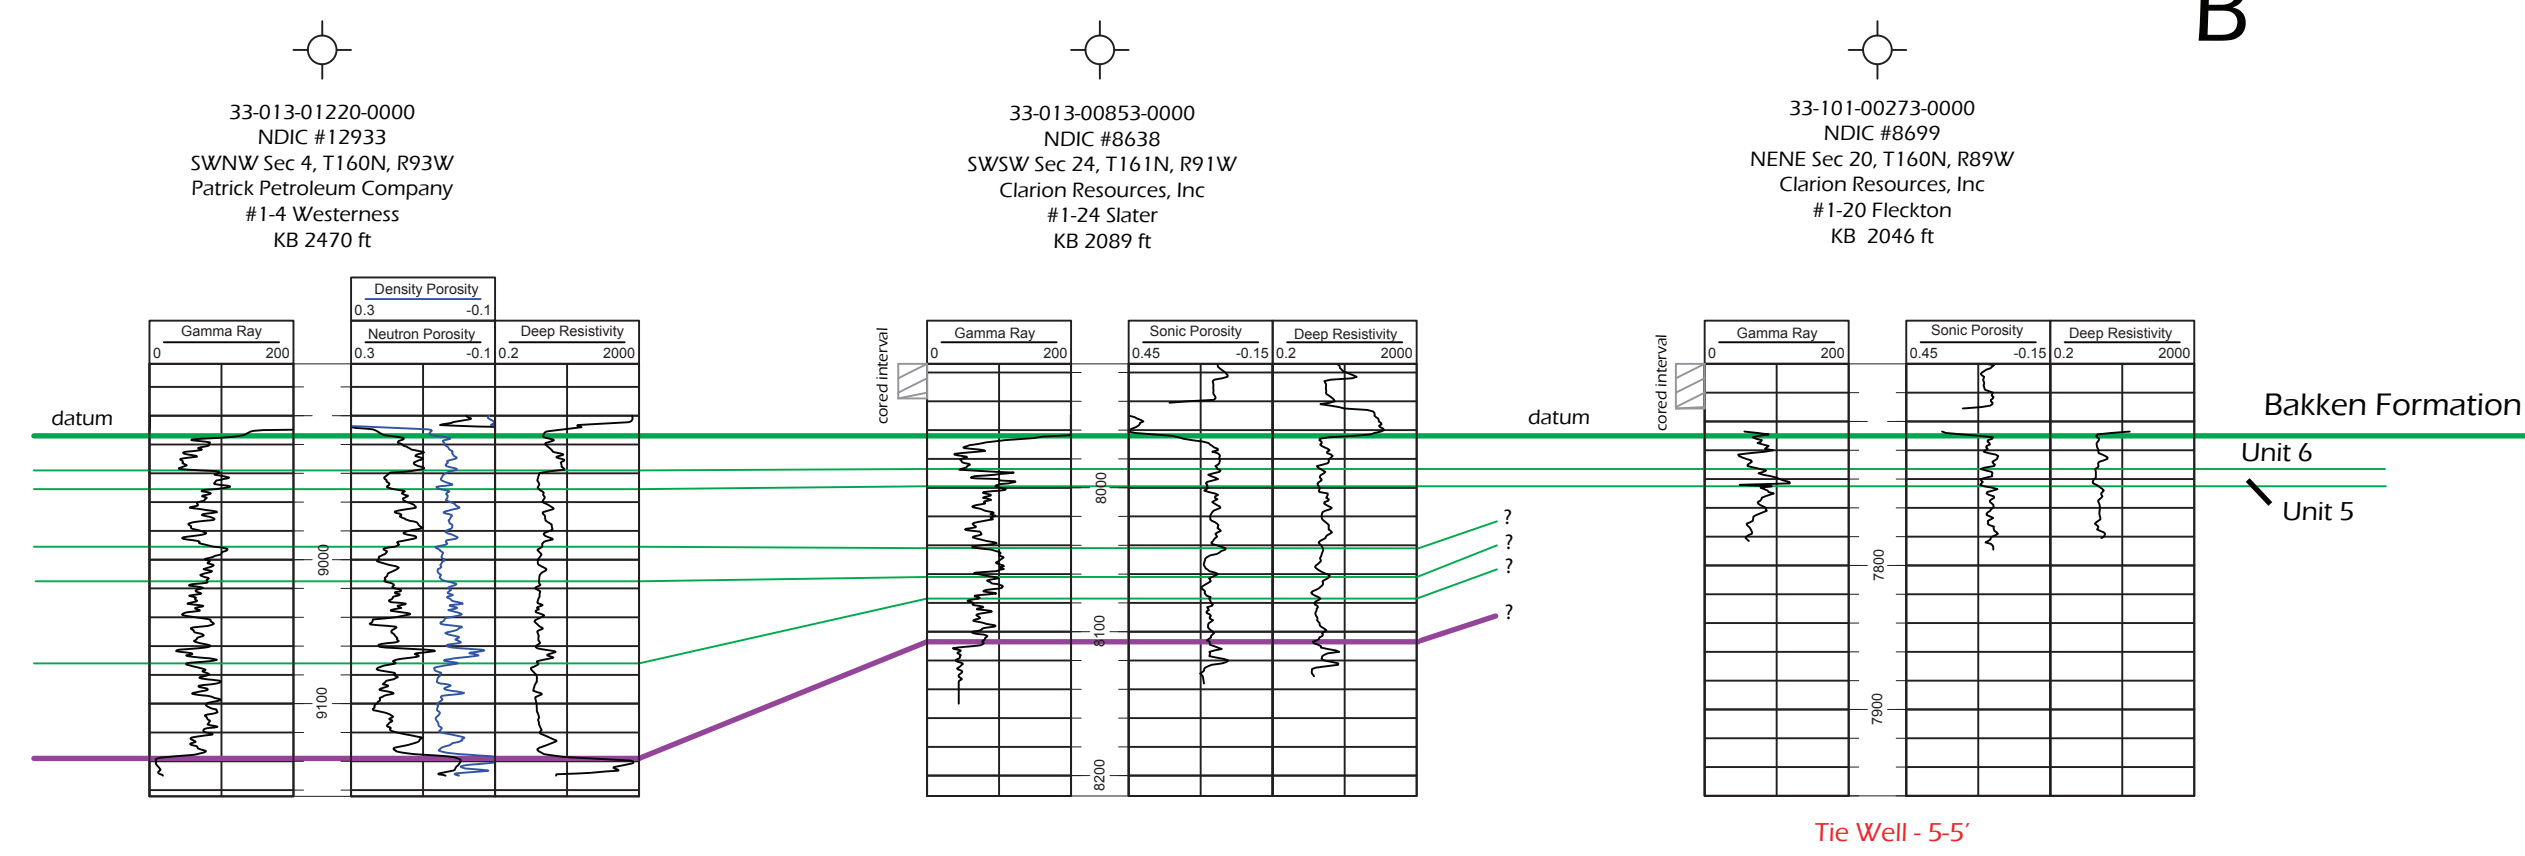 B
33-013-01220-0000
NDIC #12933
SWNW Sec 4, T160N, R93W
Patrick Petroleum Company
#1-4 Westerness
KB 2470 ft
33-013-00853-0000
NDIC #8638
SWSW Sec 24, T161N, R91W
Clarion Resources, Inc
#1-24 Slater
KB 2089 ft
33-101-00273-0000
NDIC #8699
NENE Sec 20, T160N, R89W
Clarion Resources, Inc
#1-20 Fleckton
KB 2046 ft
Density Porosity
0.3 -0.1
Gamma Ray
0 200
Neutron Porosity
0.3 -0.1
Deep Resistivity
0.2 2000
datum
9000
9100
cored interval
Gamma Ray
0 200
Sonic Porosity
0.45 -0.15
Deep Resistivity
0.2 2000
8000
8100
8200
datum
?
?
?
?
cored interval
Gamma Ray
0 200
Sonic Porosity
0.45 -0.15
Deep Resistivity
0.2 2000
7800
7900
Bakken Formation
Unit 6
Unit 5
Tie Well - 5-5'